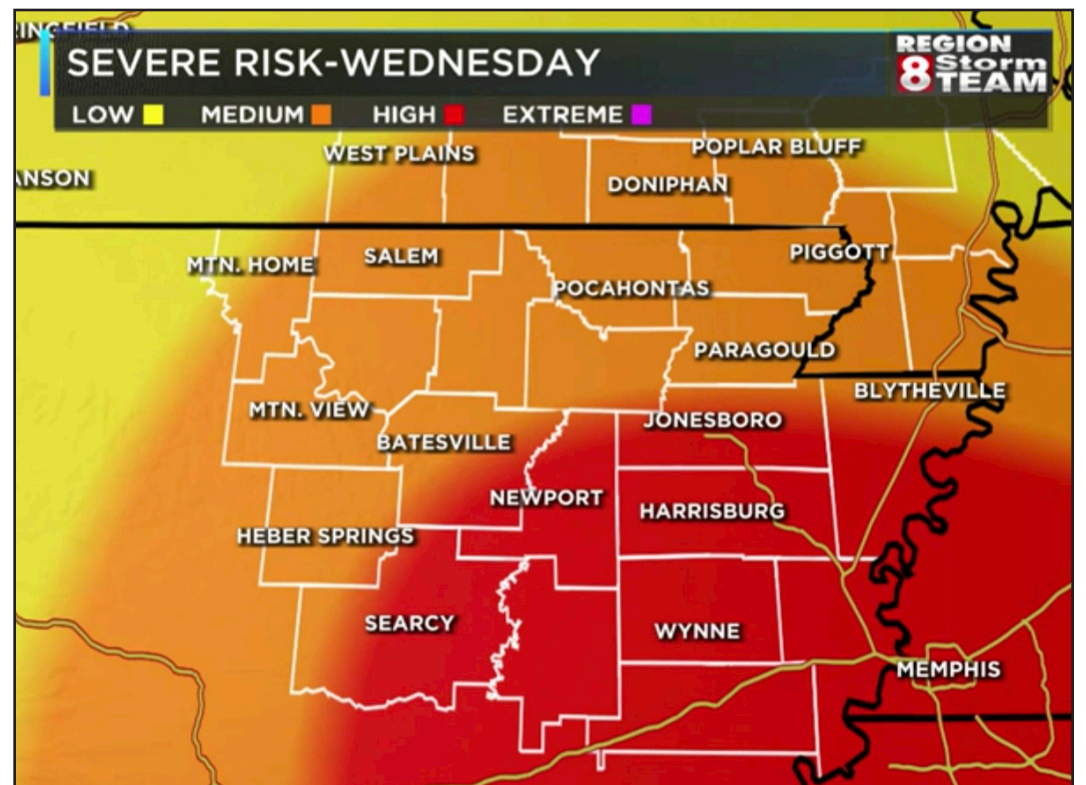 SEVERE RISK-WEDNESDAY
REGION
8 Storm
TEAM
LOW MEDIUM HIGH EXTREME
WEST PLAINS
POPLAR BLUFF
DONIPHAN
MTN. HOME
SALEM
PIGGOTT
POCAHONTAS
PARAGOULD
BLYTHEVILLE
MTN. VIEW
JONESBORO
BATESVILLE
NEWPORT
HARRISBURG
HEBER SPRINGS
SEARCY
WYNNE
MEMPHIS